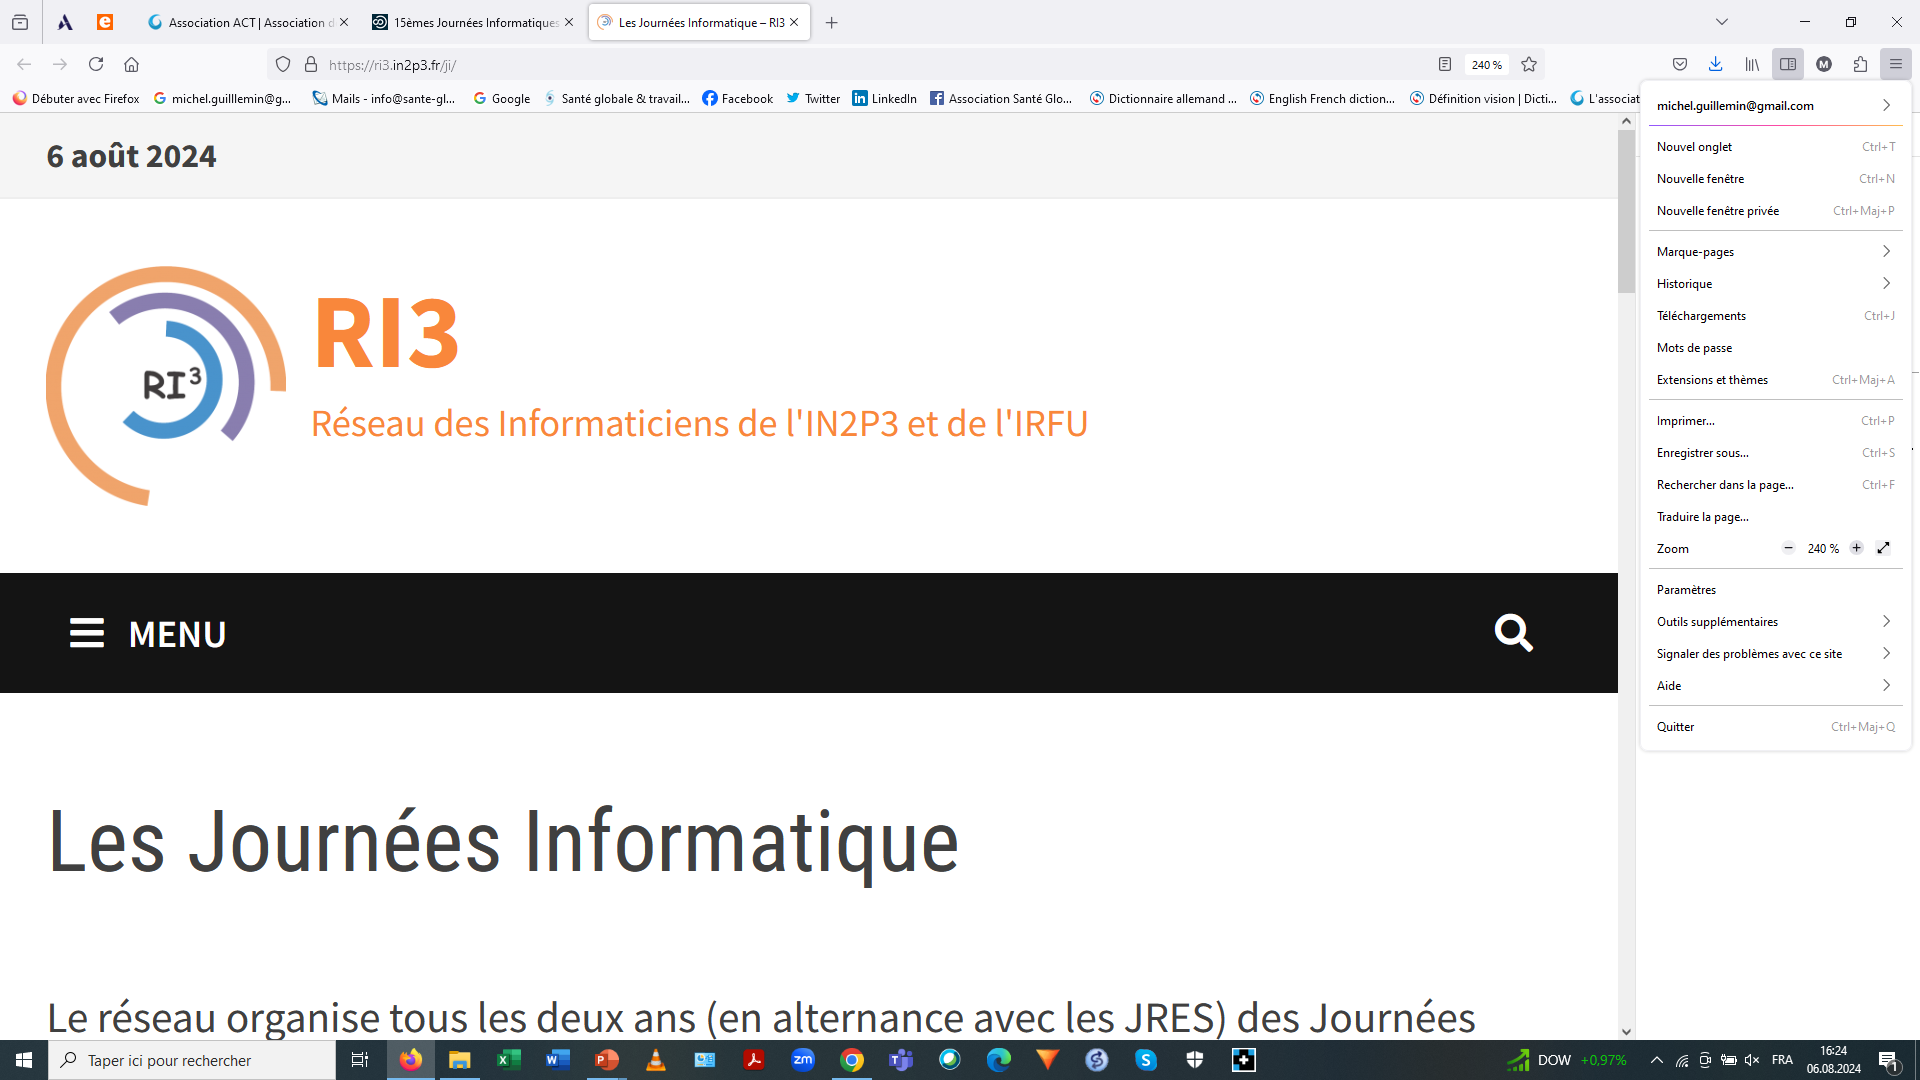 Association ACT | Association d
15èmes Journées Informatiques
Les Journées Informatique – RI3
https://ri3.in2p3.fr/ji/
240 %
Débuter avec Firefox
michel.guilllemin@g...
Mails - info@sante-gl...
Google
Santé globale & travail...
Facebook
Twitter
LinkedIn
Association Santé Glo...
Dictionnaire allemand ...
English French diction...
Définition vision | Dicti...
L'associat
6 août 2024
RI³
RI3
Réseau des Informaticiens de l'IN2P3 et de l'IRFU
MENU
Les Journées Informatique
Le réseau organise tous les deux ans (en alternance avec les JRES) des Journées
michel.guillemin@gmail.com
Nouvel onglet Ctrl+T
Nouvelle fenêtre Ctrl+N
Nouvelle fenêtre privée Ctrl+Maj+P
Marque-pages
Historique
Téléchargements Ctrl+J
Mots de passe
Extensions et thèmes Ctrl+Maj+A
Imprimer... Ctrl+P
Enregistrer sous... Ctrl+S
Rechercher dans la page... Ctrl+F
Traduire la page...
Zoom 240 %
Paramètres
Outils supplémentaires
Signaler des problèmes avec ce site
Aide
Quitter Ctrl+Maj+Q
Taper ici pour rechercher
DOW +0,97%
FRA
16:24
06.08.2024
1